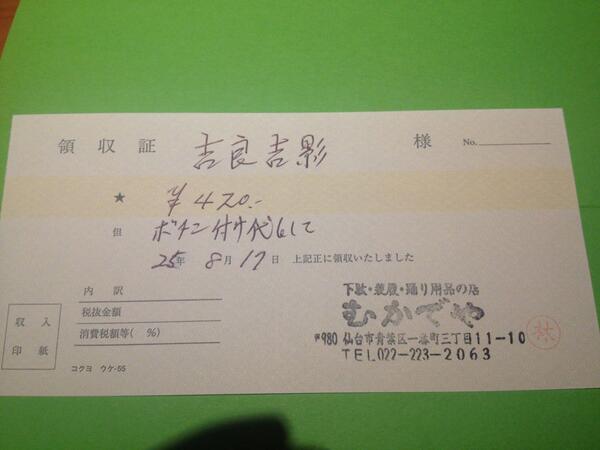 領収証 吉良吉影 様 No.
★ ¥420.-
但 ボタン付け代として
25年 8月17日 上記正に領収いたしました
内訳
税抜金額
消費税額等( %)
収入
印紙
コクヨ ウケ-55
下駄・草履・踊り用品の店
むかでや
〒980 仙台市青葉区一番町三丁目11-10
TEL022-223-2063